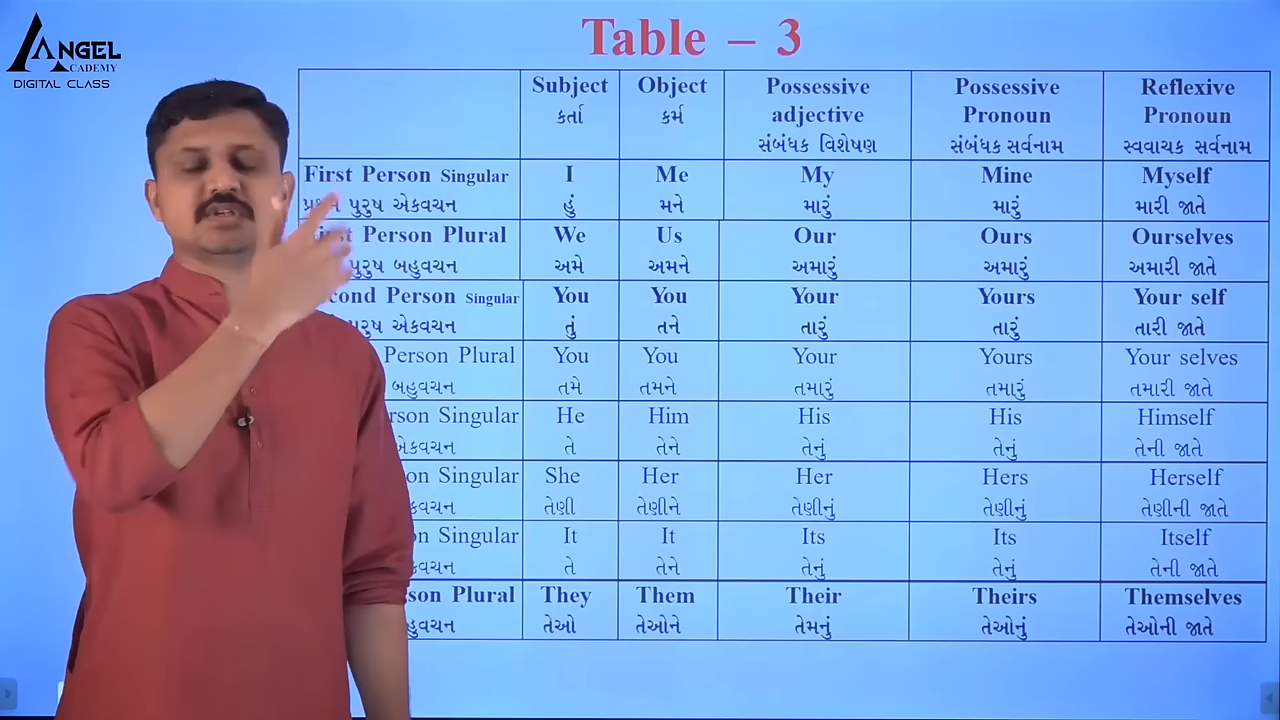 ANGEL
ACADEMY
DIGITAL CLASS
Table – 3
Subject Object Possessive Possessive Reflexive
કર્તા કર્મ adjective Pronoun Pronoun
સંબંધક વિશેષણ સંબંધક સર્વનામ સ્વવાચક સર્વનામ
First Person Singular I Me My Mine Myself
પુરુષ એકવચન હું મને મારું મારું મારી જાતે
Person Plural We Us Our Ours Ourselves
પુરુષ બહુવચન અમે અમને અમારું અમારું અમારી જાતે
Person Singular You You Your Yours Your self
પુરુષ એકવચન તું તને તારું તારું તારી જાતે
Person Plural You You Your Yours Your selves
બહુવચન તમે તમને તમારું તમારું તમારી જાતે
Singular He Him His His Himself
તે તેને તેનું તેનું તેની જાતે
Singular She Her Her Hers Herself
તેણી તેણીને તેણીનું તેણીનું તેણીની જાતે
Singular It It Its Its Itself
તે તેને તેનું તેનું તેની જાતે
Plural They Them Their Theirs Themselves
તેઓ તેઓને તેમનું તેઓનું તેઓની જાતે